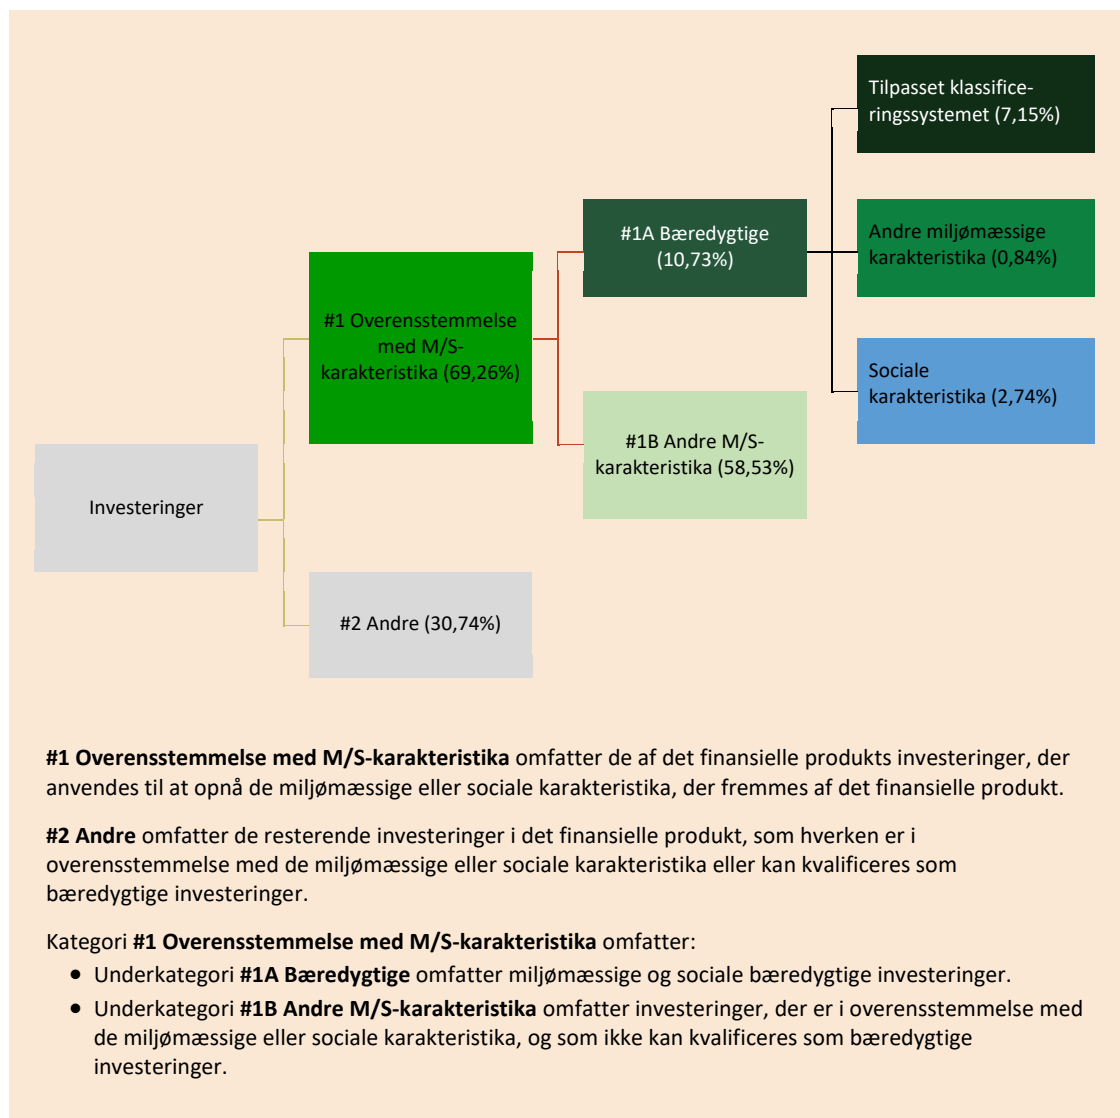 Tilpasset klassifice-
ringssystemet (7,15%)
#1A Bæredygtige
(10,73%)
Andre miljømæssige
karakteristika (0,84%)
#1 Overensstemmelse
med M/S-
karakteristika (69,26%)
Sociale
karakteristika (2,74%)
#1B Andre M/S-
karakteristika (58,53%)
Investeringer
#2 Andre (30,74%)
#1 Overensstemmelse med M/S-karakteristika omfatter de af det finansielle produkts investeringer, der
anvendes til at opnå de miljømæssige eller sociale karakteristika, der fremmes af det finansielle produkt.
#2 Andre omfatter de resterende investeringer i det finansielle produkt, som hverken er i
overensstemmelse med de miljømæssige eller sociale karakteristika eller kan kvalificeres som
bæredygtige investeringer.
Kategori #1 Overensstemmelse med M/S-karakteristika omfatter:
• Underkategori #1A Bæredygtige omfatter miljømæssige og sociale bæredygtige investeringer.
• Underkategori #1B Andre M/S-karakteristika omfatter investeringer, der er i overensstemmelse med
de miljømæssige eller sociale karakteristika, og som ikke kan kvalificeres som bæredygtige
investeringer.